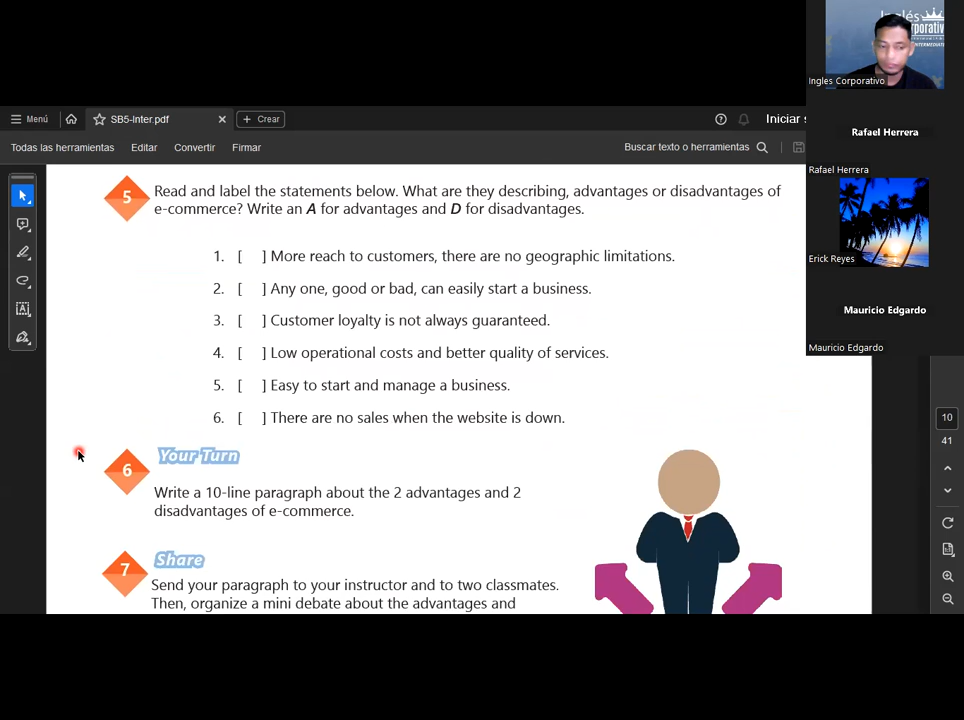 Inglés
Corporativo
INTERMEDIATE
Ingles Corporativo
Rafael Herrera
Rafael Herrera
Erick Reyes
Mauricio Edgardo
Mauricio Edgardo
Menú
SB5-Inter.pdf
Crear
Iniciar s
Todas las herramientas
Editar
Convertir
Firmar
Buscar texto o herramientas
5
Read and label the statements below. What are they describing, advantages or disadvantages of
e-commerce? Write an A for advantages and D for disadvantages.
1. [ ] More reach to customers, there are no geographic limitations.
2. [ ] Any one, good or bad, can easily start a business.
3. [ ] Customer loyalty is not always guaranteed.
4. [ ] Low operational costs and better quality of services.
5. [ ] Easy to start and manage a business.
6. [ ] There are no sales when the website is down.
6
Your Turn
Write a 10-line paragraph about the 2 advantages and 2
disadvantages of e-commerce.
7
Share
Send your paragraph to your instructor and to two classmates.
Then, organize a mini debate about the advantages and
10
41